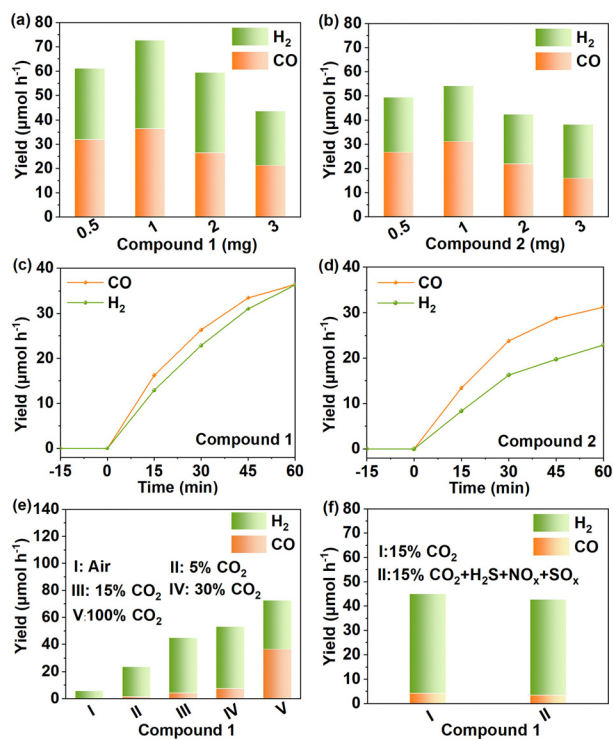 (a)
H2
CO
Yield (μmol h⁻¹)
80
70
60
50
40
30
20
10
0
0.5 1 2 3
Compound 1 (mg)
(b)
H2
CO
Yield (μmol h⁻¹)
80
70
60
50
40
30
20
10
0
0.5 1 2 3
Compound 2 (mg)
(c)
CO
H2
Yield (μmol h⁻¹)
40
30
20
10
0
Compound 1
-15 0 15 30 45 60
Time (min)
(d)
CO
H2
Yield (μmol h⁻¹)
40
30
20
10
0
Compound 2
-15 0 15 30 45 60
Time (min)
(e)
H2
CO
I: Air II: 5% CO2
III: 15% CO2 IV: 30% CO2
V:100% CO2
Yield (μmol h⁻¹)
140
120
100
80
60
40
20
0
I II III IV V
Compound 1
(f)
H2
CO
I:15% CO2
II:15% CO2+H2S+NOx+SOx
Yield (μmol h⁻¹)
80
70
60
50
40
30
20
10
0
I II
Compound 1